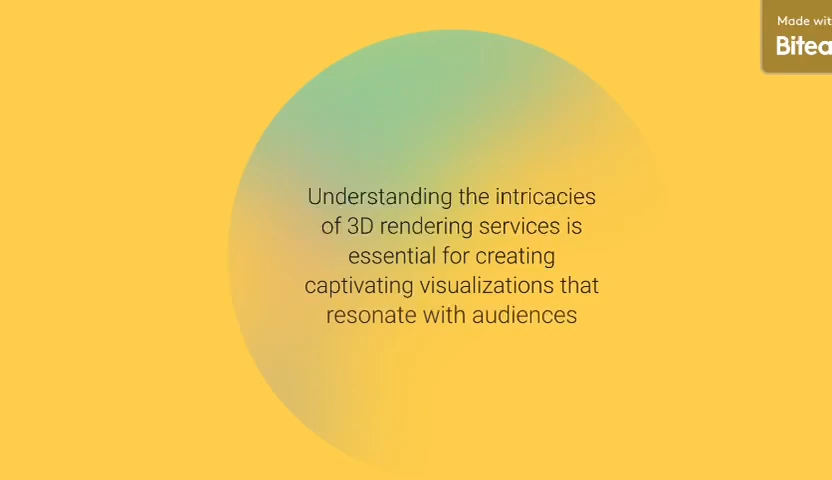 Made wit
Bitea
Understanding the intricacies
of 3D rendering services is
essential for creating
captivating visualizations that
resonate with audiences